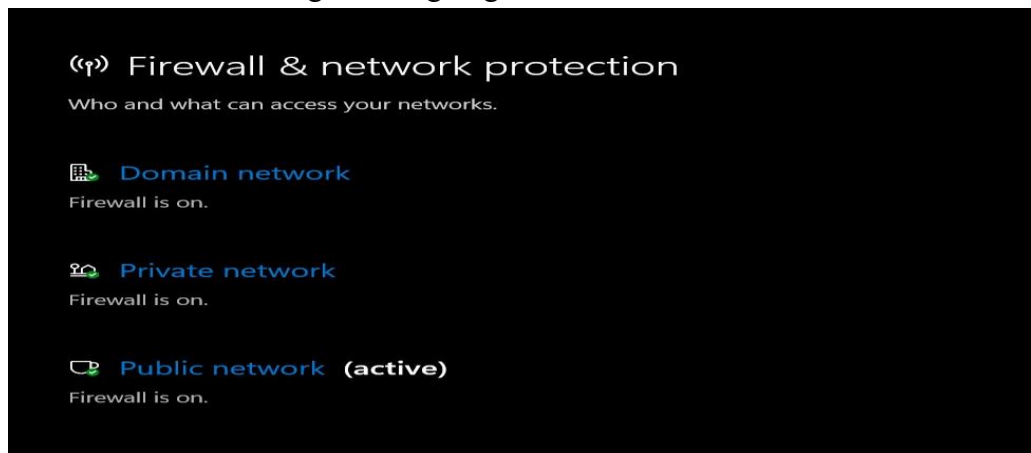 Firewall & network protection
Who and what can access your networks.
Domain network
Firewall is on.
Private network
Firewall is on.
Public network (active)
Firewall is on.